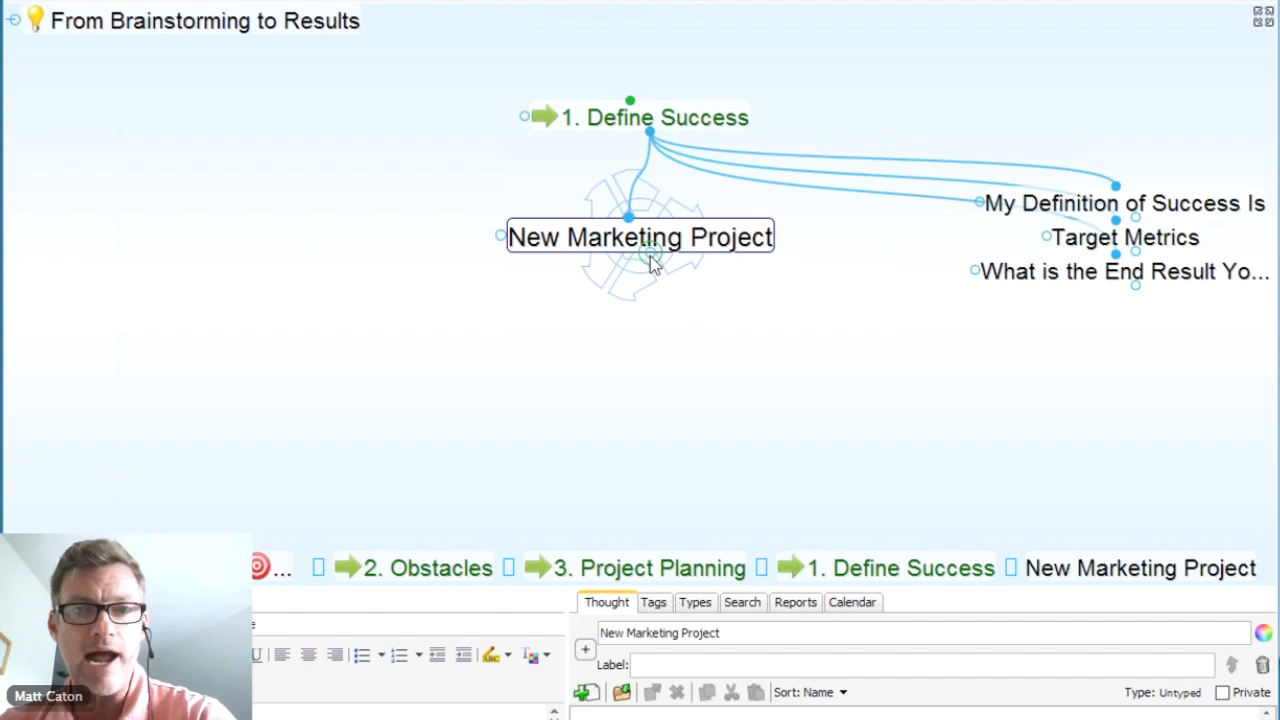 From Brainstorming to Results
1. Define Success
My Definition of Success Is
New Marketing Project
Target Metrics
What is the End Result Yo...
...
2. Obstacles
3. Project Planning
1. Define Success
New Marketing Project
Thought
Tags
Types
Search
Reports
Calendar
New Marketing Project
Label:
Sort: Name
Type: Untyped
Private
Matt Caton